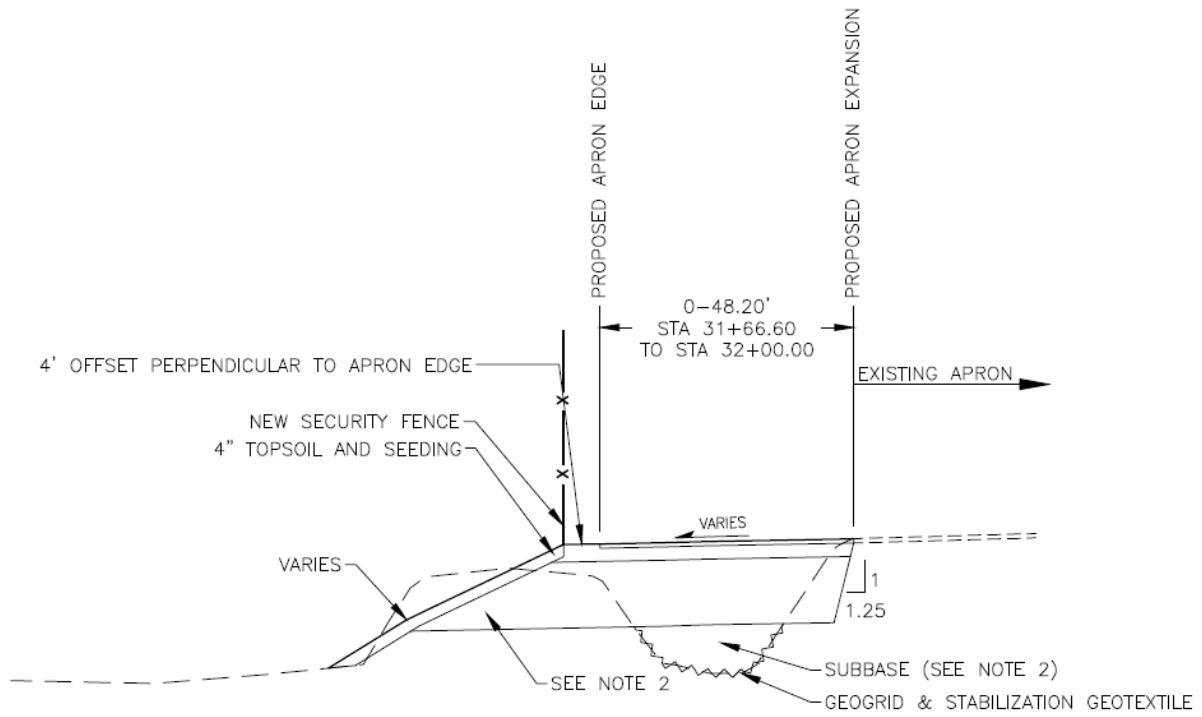 PROPOSED APRON EDGE
PROPOSED APRON EXPANSION
0-48.20'
STA 31+66.60
TO STA 32+00.00
4' OFFSET PERPENDICULAR TO APRON EDGE
EXISTING APRON
NEW SECURITY FENCE
4" TOPSOIL AND SEEDING
X
X
VARIES
VARIES
1
1.25
SUBBASE (SEE NOTE 2)
SEE NOTE 2
GEOGRID & STABILIZATION GEOTEXTILE